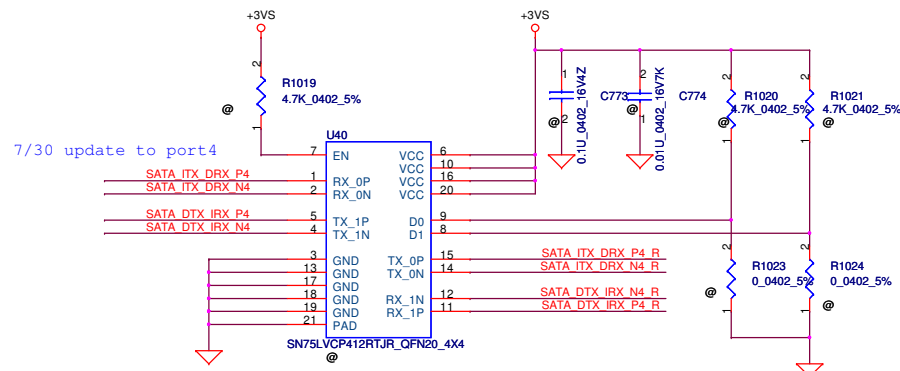 +3VS
+3VS
2
R1019
4.7K_0402_5%
@
1
7/30 update to port4
U40
7 EN
SATA_ITX_DRX_P4 1 RX_0P
SATA_ITX_DRX_N4 2 RX_0N
SATA_DTX_IRX_P4 5 TX_1P
SATA_DTX_IRX_N4 4 TX_1N
3 GND
13 GND
17 GND
18 GND
19 GND
21 PAD
VCC 6
VCC 10
VCC 16
VCC 20
D0 9
D1 8
TX_0P 15 SATA_ITX_DRX_P4_R
TX_0N 14 SATA_ITX_DRX_N4_R
RX_1N 12 SATA_DTX_IRX_N4_R
RX_1P 11 SATA_DTX_IRX_P4_R
SN75LVCP412RTJR_QFN20_4X4
@
1
C773
@
2
0.1U_0402_16V4Z
2
C774
@
1
0.01U_0402_16V7K
2
R1020
4.7K_0402_5%
@
1
2
R1021
4.7K_0402_5%
@
1
2
R1023
0_0402_5%
@
1
2
R1024
0_0402_5%
@
1